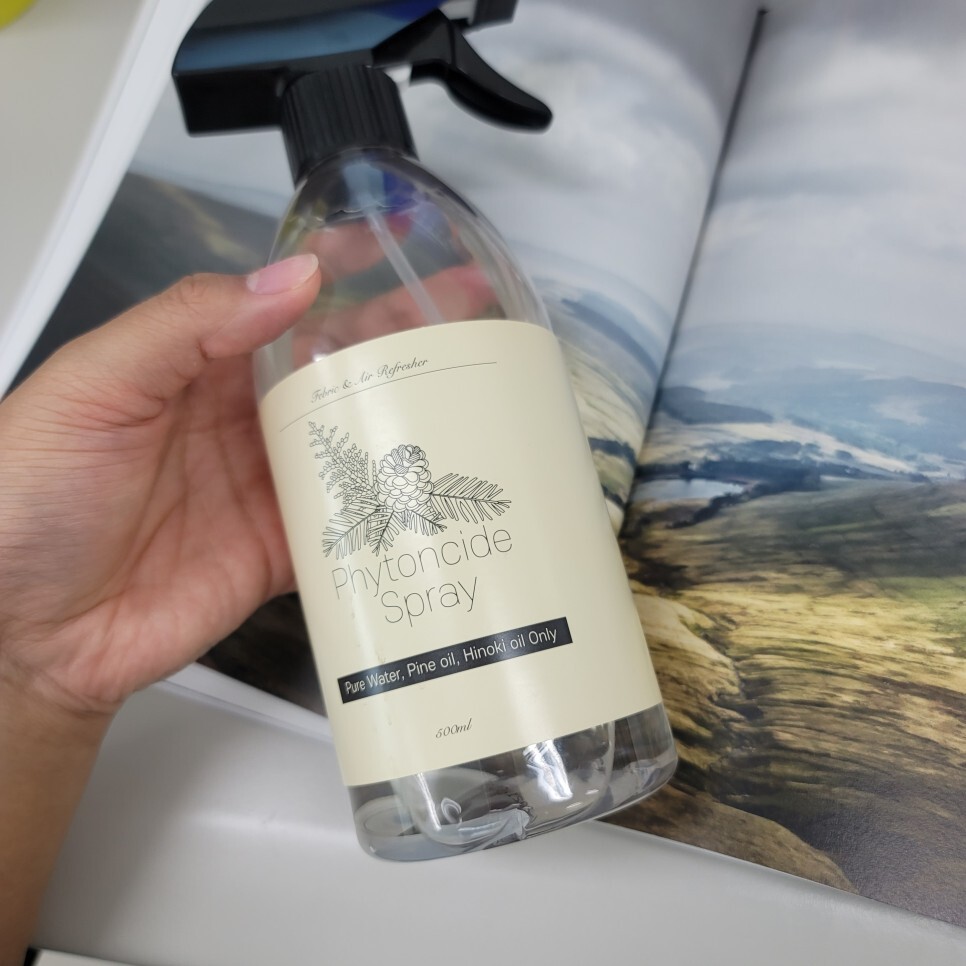 Fabric & Air Refresher
Phytoncide
Spray
Pure Water, Pine oil, Hinoki oil Only
500ml